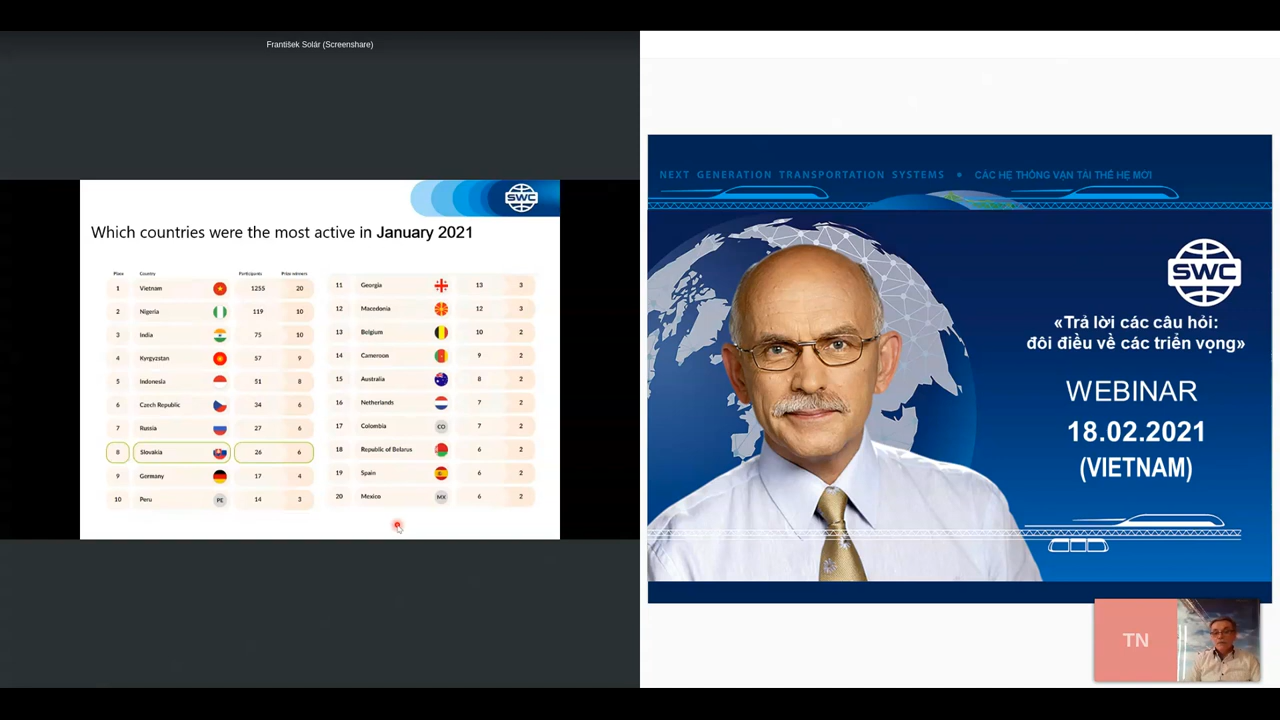 František Solár (Screenshare)
SWC
Which countries were the most active in January 2021
Place Country Participants Prize winners
1 Vietnam 1255 20
2 Nigeria 119 10
3 India 75 10
4 Kyrgyzstan 57 9
5 Indonesia 51 8
6 Czech Republic 34 6
7 Russia 27 6
8 Slovakia 26 6
9 Germany 17 4
10 Peru PE 14 3
11 Georgia 13 3
12 Macedonia 13 3
13 Belgium 10 2
14 Cameroon 9 2
15 Australia 8 2
16 Netherlands 7 2
17 Colombia CO 7 2
18 Republic of Belarus 6 2
19 Spain 6 2
20 Mexico MX 6 2
NEXT GENERATION TRANSPORTATION SYSTEMS • CÁC HỆ THỐNG VẬN TẢI THẾ HỆ MỚI
SWC
«Trả lời các câu hỏi:
đôi điều về các triển vọng»
WEBINAR
18.02.2021
(VIETNAM)
TN